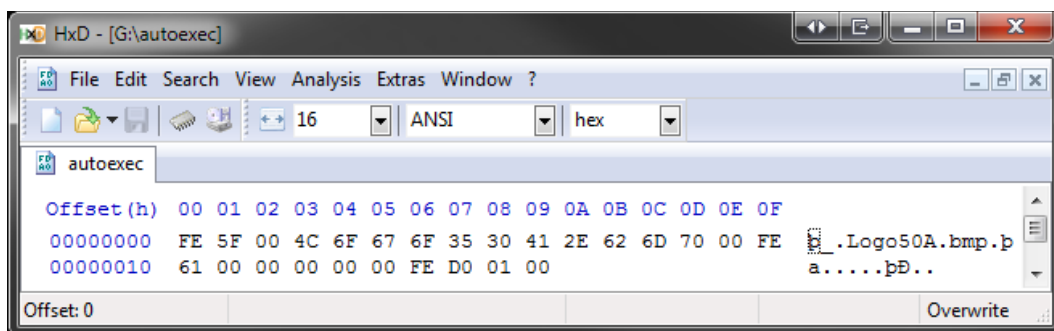 HxD - [G:\autoexec]
File Edit Search View Analysis Extras Window ?
16 ANSI hex
autoexec
Offset(h) 00 01 02 03 04 05 06 07 08 09 0A 0B 0C 0D 0E 0F
00000000 FE 5F 00 4C 6F 67 6F 35 30 41 2E 62 6D 70 00 FE þ_.Logo50A.bmp.þ
00000010 61 00 00 00 00 00 FE D0 01 00 a.....þÐ..
Offset: 0 Overwrite